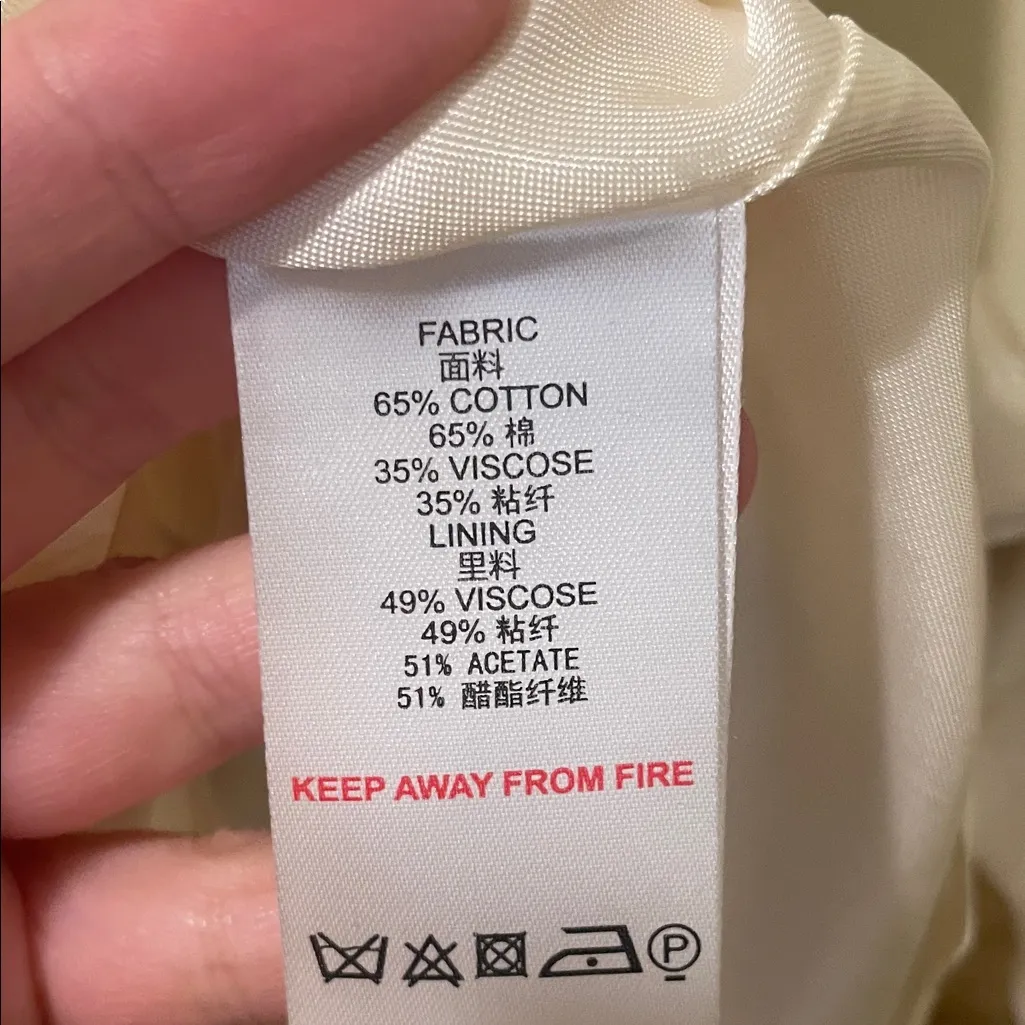 FABRIC
面料
65% COTTON
65% 棉
35% VISCOSE
35% 粘纤
LINING
里料
49% VISCOSE
49% 粘纤
51% ACETATE
51% 醋酯纤维
KEEP AWAY FROM FIRE
P